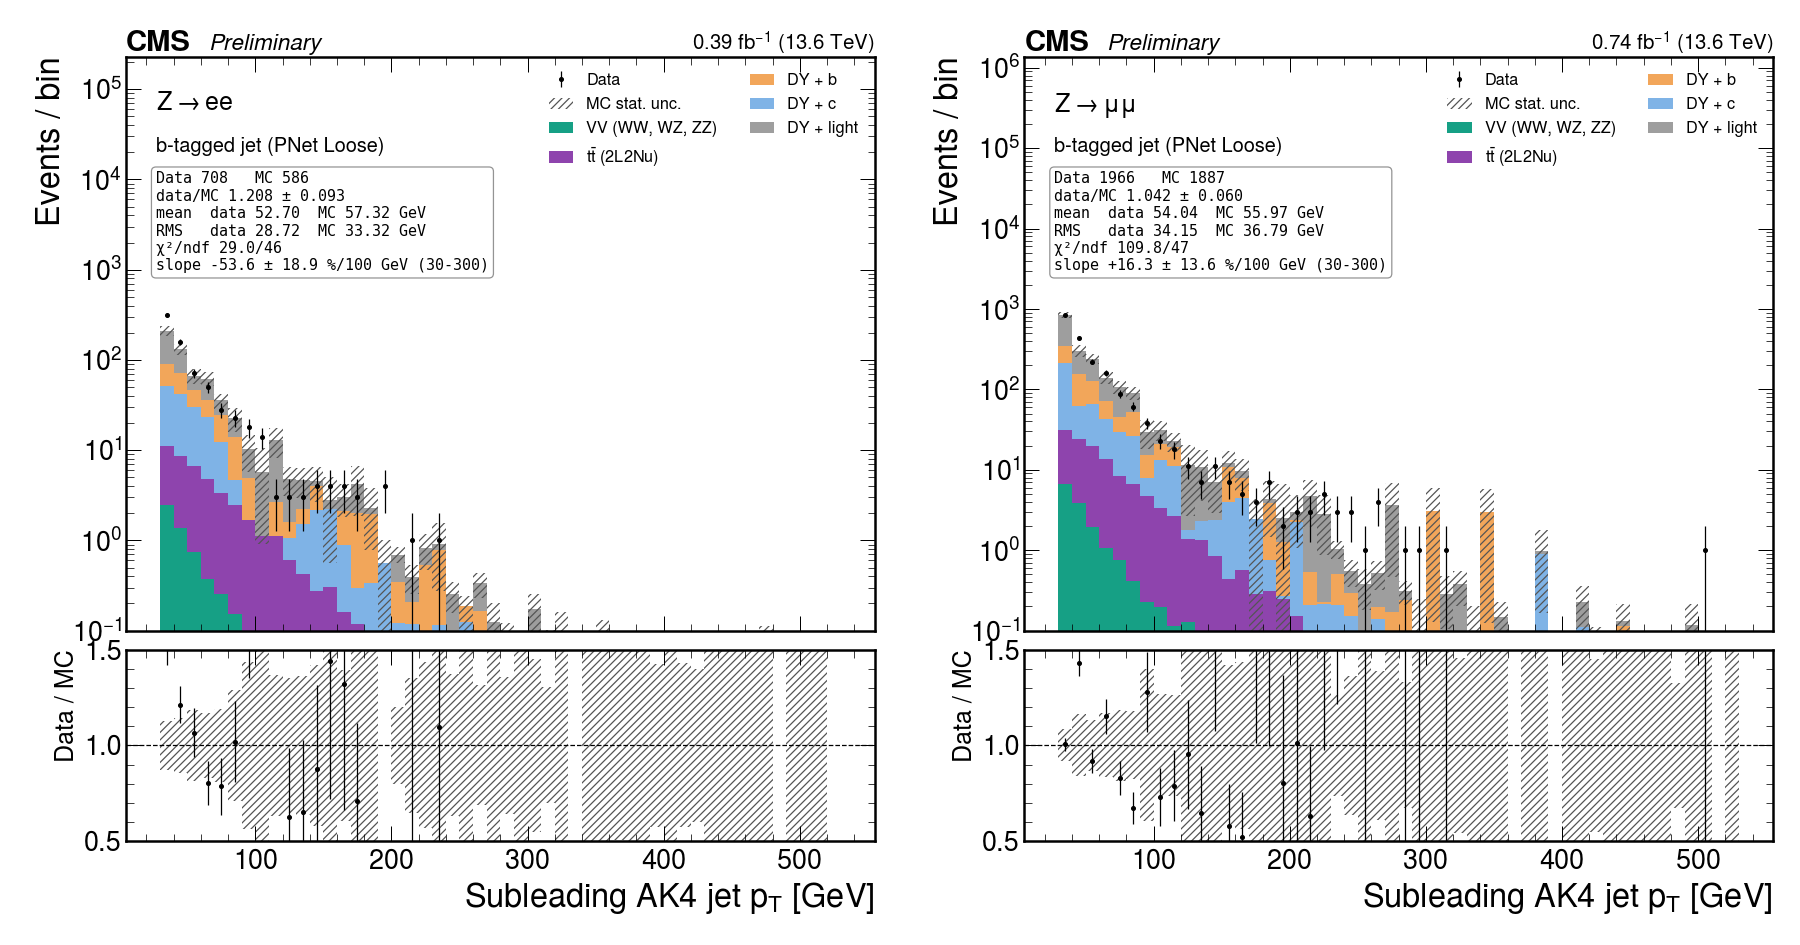 CMS Preliminary 0.39 fb⁻¹ (13.6 TeV)
Events / bin
10⁵
10⁴
10³
10²
10¹
10⁰
10⁻¹
Z → ee
b-tagged jet (PNet Loose)
Data 708   MC 586
data/MC 1.208 ± 0.093
mean  data 52.70  MC 57.32 GeV
RMS   data 28.72  MC 33.32 GeV
χ²/ndf 29.0/46
slope -53.6 ± 18.9 %/100 GeV (30-300)
Data
MC stat. unc.
VV (WW, WZ, ZZ)
tt̄ (2L2Nu)
DY + b
DY + c
DY + light
Data / MC
1.5
1.0
0.5
100 200 300 400 500
Subleading AK4 jet p_T [GeV]
CMS Preliminary 0.74 fb⁻¹ (13.6 TeV)
Events / bin
10⁶
10⁵
10⁴
10³
10²
10¹
10⁰
10⁻¹
Z → μμ
b-tagged jet (PNet Loose)
Data 1966   MC 1887
data/MC 1.042 ± 0.060
mean  data 54.04  MC 55.97 GeV
RMS   data 34.15  MC 36.79 GeV
χ²/ndf 109.8/47
slope +16.3 ± 13.6 %/100 GeV (30-300)
Data
MC stat. unc.
VV (WW, WZ, ZZ)
tt̄ (2L2Nu)
DY + b
DY + c
DY + light
Data / MC
1.5
1.0
0.5
100 200 300 400 500
Subleading AK4 jet p_T [GeV]